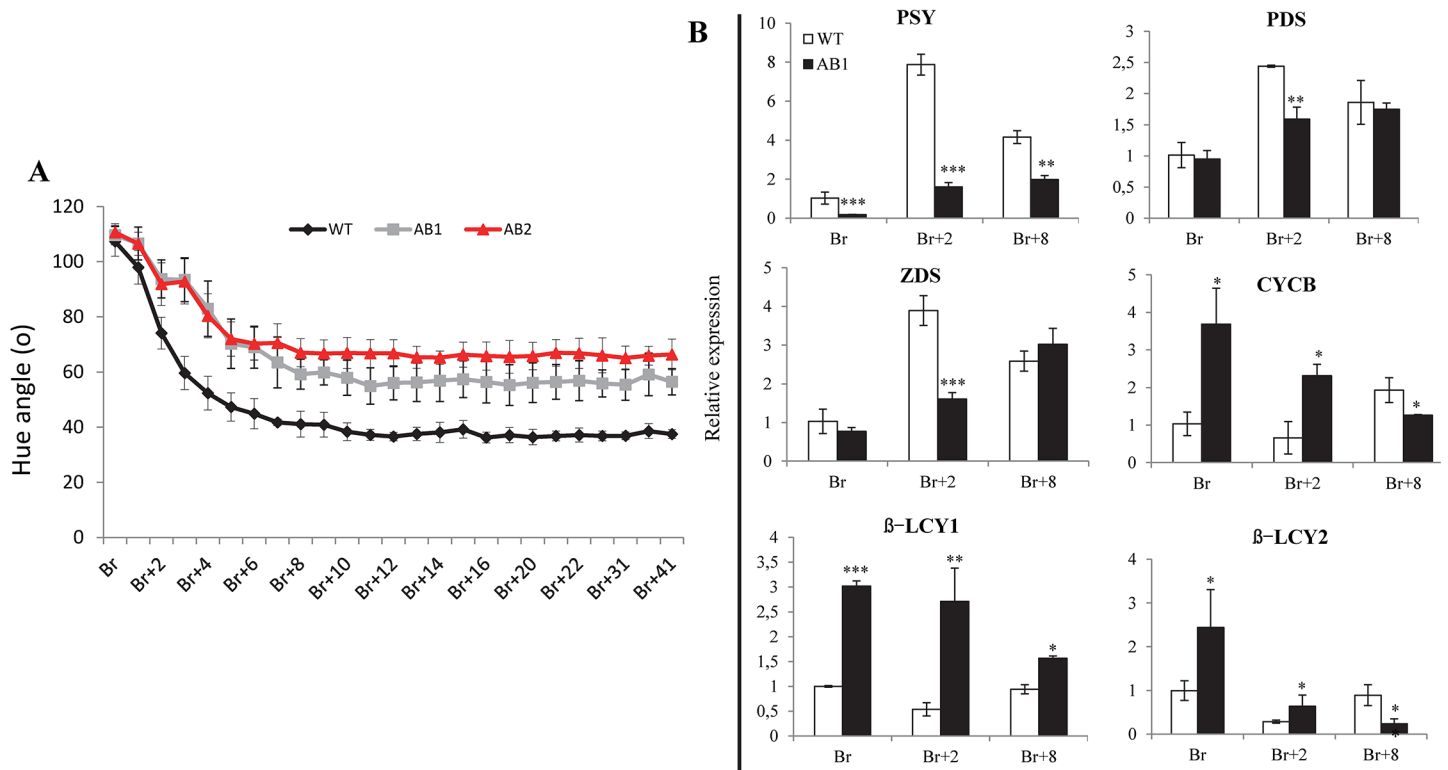 A
120
100
80
60
40
20
0
Hue angle (o)
WT AB1 AB2
Br Br+2 Br+4 Br+6 Br+8 Br+10 Br+12 Br+14 Br+16 Br+20 Br+22 Br+31 Br+41
B
Relative expression
PSY
WT
AB1
10
8
6
4
2
0
*** *** **
Br Br+2 Br+8
PDS
3
2,5
2
1,5
1
0,5
0
**
Br Br+2 Br+8
ZDS
5
4
3
2
1
0
***
Br Br+2 Br+8
CYCB
5
4
3
2
1
0
* * *
Br Br+2 Br+8
ß−LCY1
4
3,5
3
2,5
2
1,5
1
0,5
0
*** ** *
Br Br+2 Br+8
ß−LCY2
4
3
2
1
0
* * *
*
Br Br+2 Br+8